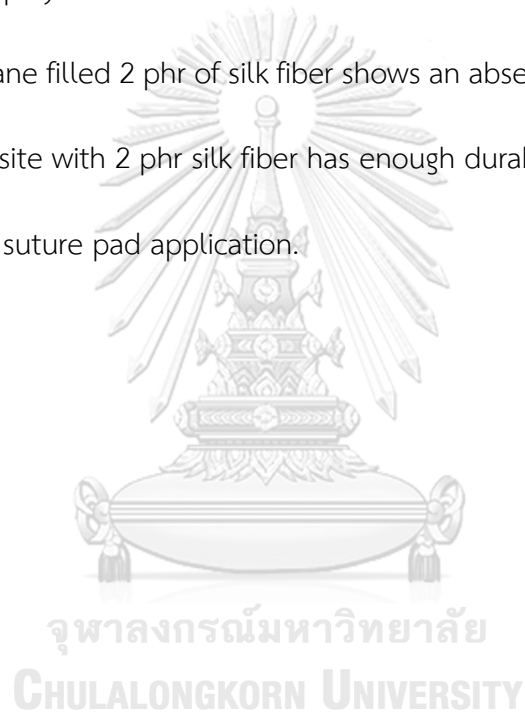 ane filled 2 phr of silk fiber shows an abse
site with 2 phr silk fiber has enough dural
suture pad application.
จุฬาลงกรณ์มหาวิทยาลัย
CHULALONGKORN UNIVERSITY